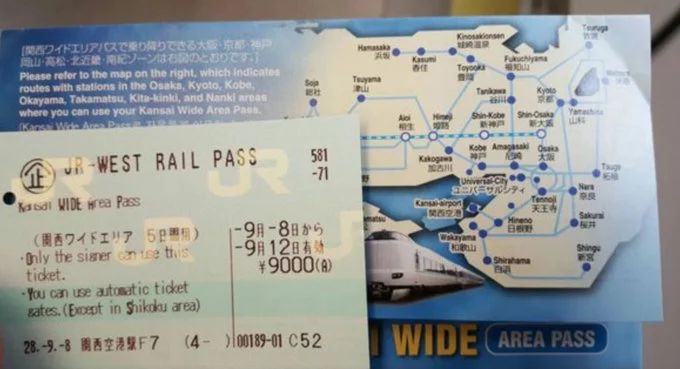 [関西ワイドエリアパスで乗り降りできる大阪・京都・神戸
岡山・高松・北近畿・南紀ゾーンは右図のとおりです。]
Please refer to the map on the right, which indicates
routes with stations in the Osaka, Kyoto, Kobe,
Okayama, Takamatsu, Kita-kinki, and Nanki areas
where you can use your Kansai Wide Area Pass.
Kansai Wide Area Pass
Tsuruga
敦賀
Kinosakionsen
城崎温泉
Hamasaka
浜坂
Kasumi
香住
Toyooka
豊岡
Fukuchiyama
福知山
Soja
総社
Tsuyama
津山
Tanikawa
谷川
Kyoto
京都
Yamashina
山科
Aioi
相生
Himeji
姫路
Shin-Kobe
新神戸
Shin-Osaka
新大阪
Kakogawa
加古川
Kobe
神戸
Amagasaki
尼崎
Osaka
大阪
Tsuge
柘植
Universal-City
ユニバーサルシティ
Nara
奈良
Kansai-airport
関西空港
Tennoji
天王寺
Hineno
日根野
Sakurai
桜井
Wakayama
和歌山
Shirahama
白浜
Shingu
新宮
JR
JR
JR-WEST RAIL PASS
581
-71
Kansai WIDE Area Pass
(関西ワイドエリア 5日間用)
・Only the signer can use this
ticket.
・You can use automatic ticket
gates.(Except in Shikoku area)
-9月-8日から
-9月12日有効
¥9000
28.-9.-8 関西空港駅F7 (4- ) 00189-01 C52
WIDE AREA PASS